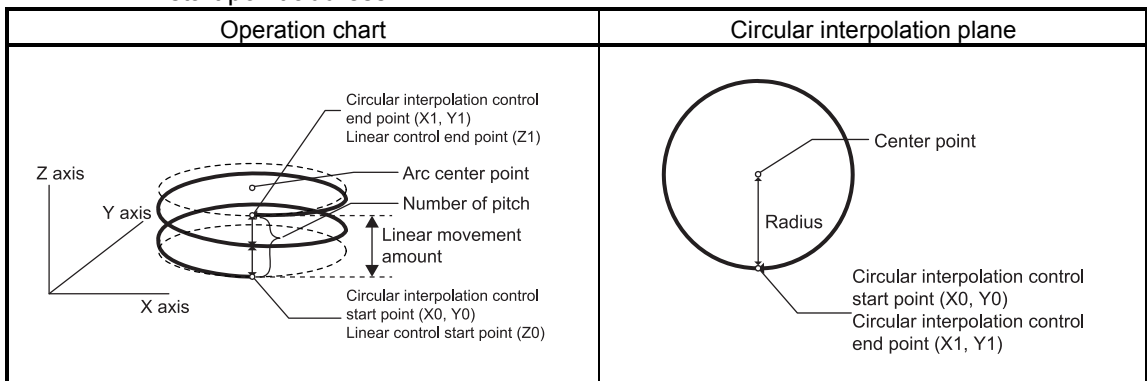 Operation chart
Circular interpolation plane
Circular interpolation control
end point (X1, Y1)
Linear control end point (Z1)
Z axis
Y axis
X axis
Arc center point
Number of pitch
Linear movement
amount
Circular interpolation control
start point (X0, Y0)
Linear control start point (Z0)
Center point
Radius
Circular interpolation control
start point (X0, Y0)
Circular interpolation control
end point (X1, Y1)